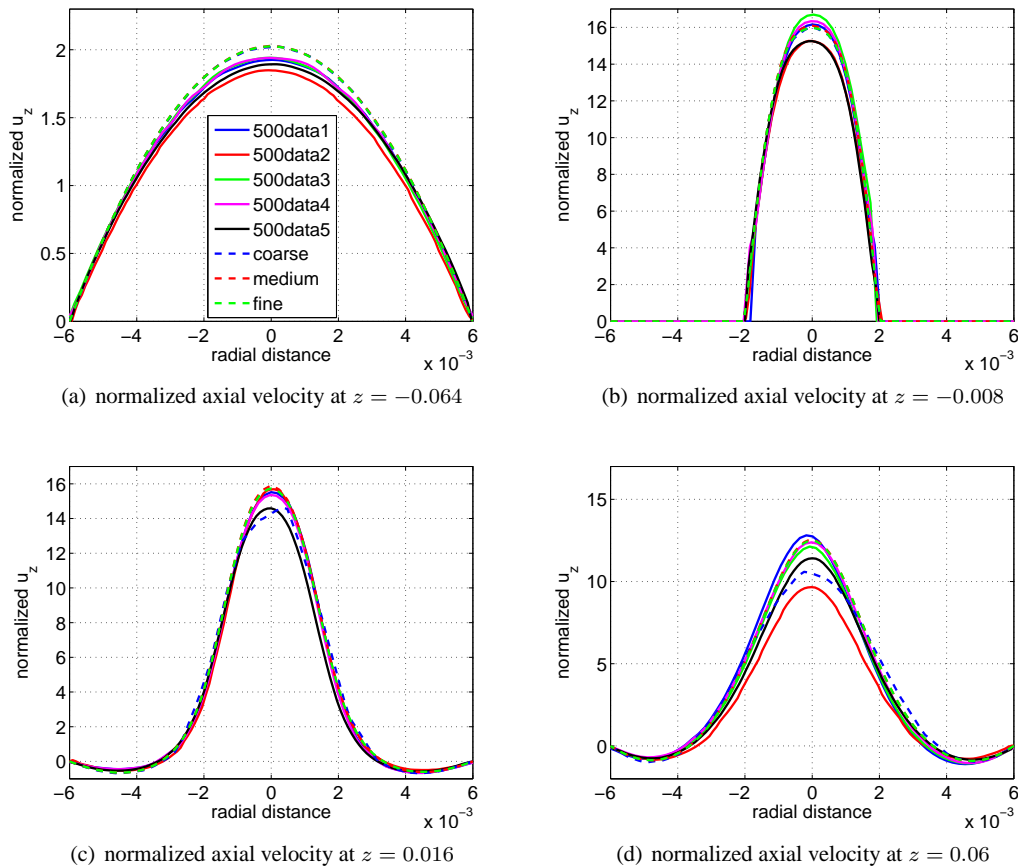 2
1.5
1
0.5
0
normalized u_z
500data1
500data2
500data3
500data4
500data5
coarse
medium
fine
−6 −4 −2 0 2 4 6
radial distance
x 10^−3
(a) normalized axial velocity at z = −0.064
16
14
12
10
8
6
4
2
0
normalized u_z
−6 −4 −2 0 2 4 6
radial distance
x 10^−3
(b) normalized axial velocity at z = −0.008
16
14
12
10
8
6
4
2
0
normalized u_z
−6 −4 −2 0 2 4 6
radial distance
x 10^−3
(c) normalized axial velocity at z = 0.016
15
10
5
0
normalized u_z
−6 −4 −2 0 2 4 6
radial distance
x 10^−3
(d) normalized axial velocity at z = 0.06